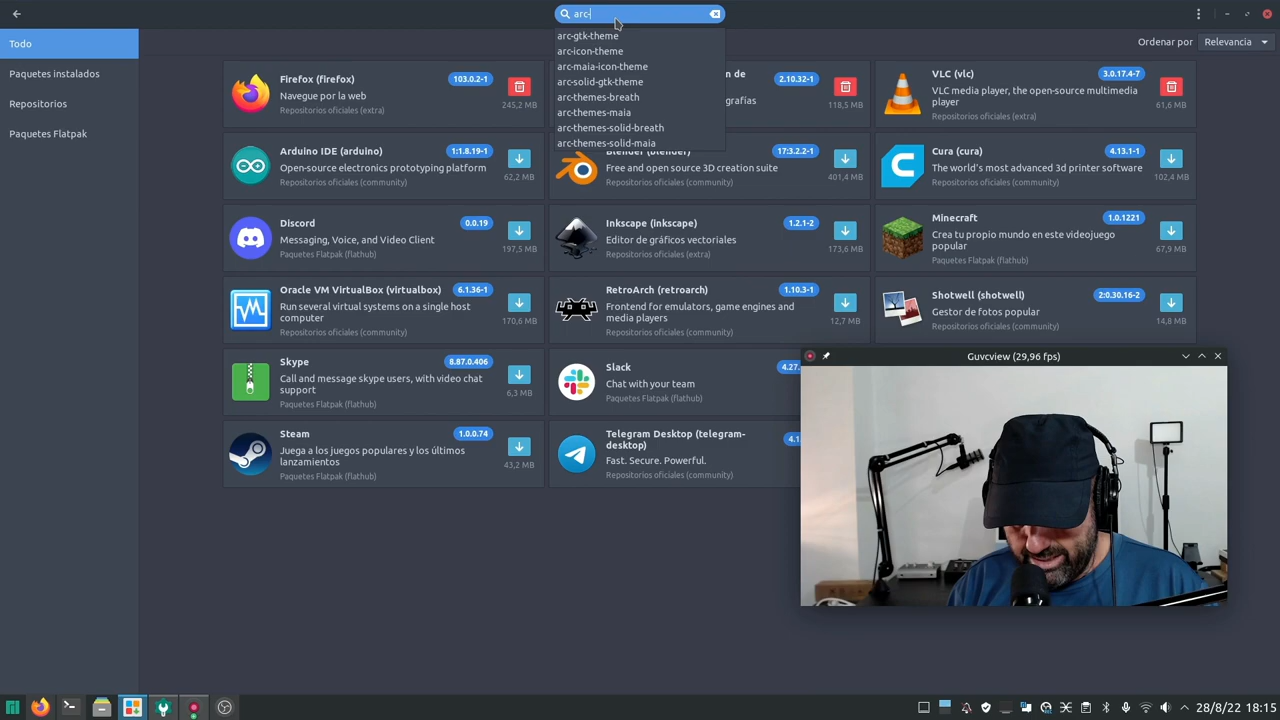 arc-
Todo
Paquetes instalados
Repositorios
Paquetes Flatpak
Ordenar por
Relevancia
arc-gtk-theme
arc-icon-theme
arc-maia-icon-theme
arc-solid-gtk-theme
arc-themes-breath
arc-themes-maia
arc-themes-solid-breath
arc-themes-solid-maia
Firefox (firefox)
103.0.2-1
Navegue por la web
Repositorios oficiales (extra)
245,2 MB
n de
2.10.32-1
grafías
118,5 MB
VLC (vlc)
3.0.17.4-7
VLC media player, the opensource multimedia
player
Repositorios oficiales (extra)
61,6 MB
Arduino IDE (arduino)
1:1.8.19-1
Open-source electronics prototyping platform
Repositorios oficiales (community)
62,2 MB
Blender (blender)
17:3.2.2-1
Free and open source 3D creation suite
Repositorios oficiales (community)
401,4 MB
Cura (cura)
4.13.1-1
The world's most advanced 3d printer software
Repositorios oficiales (community)
102,4 MB
Discord
0.0.19
Messaging, Voice, and Video Client
Paquetes Flatpak (flathub)
197,5 MB
Inkscape (inkscape)
1.2.1-2
Editor de gráficos vectoriales
Repositorios oficiales (extra)
173,6 MB
Minecraft
1.0.1221
Crea tu propio mundo en este videojuego
popular
Paquetes Flatpak (flathub)
67,9 MB
Oracle VM VirtualBox (virtualbox)
6.1.36-1
Run several virtual systems on a single host
computer
Repositorios oficiales (community)
170,6 MB
RetroArch (retroarch)
1.10.3-1
Frontend for emulators, game engines and
media players
Repositorios oficiales (community)
12,7 MB
Shotwell (shotwell)
2:0.30.16-2
Gestor de fotos popular
Repositorios oficiales (community)
14,8 MB
Skype
8.87.0.406
Call and message skype users, with video chat
support
Paquetes Flatpak (flathub)
6,3 MB
Slack
4.27.
Chat with your team
Paquetes Flatpak (flathub)
Guvcview (29,96 fps)
Steam
1.0.0.74
Juega a los juegos populares y los últimos
lanzamientos
Paquetes Flatpak (flathub)
43,2 MB
Telegram Desktop (telegram-
desktop)
4.1.
Fast. Secure. Powerful.
Repositorios oficiales (community)
28/8/22 18:15